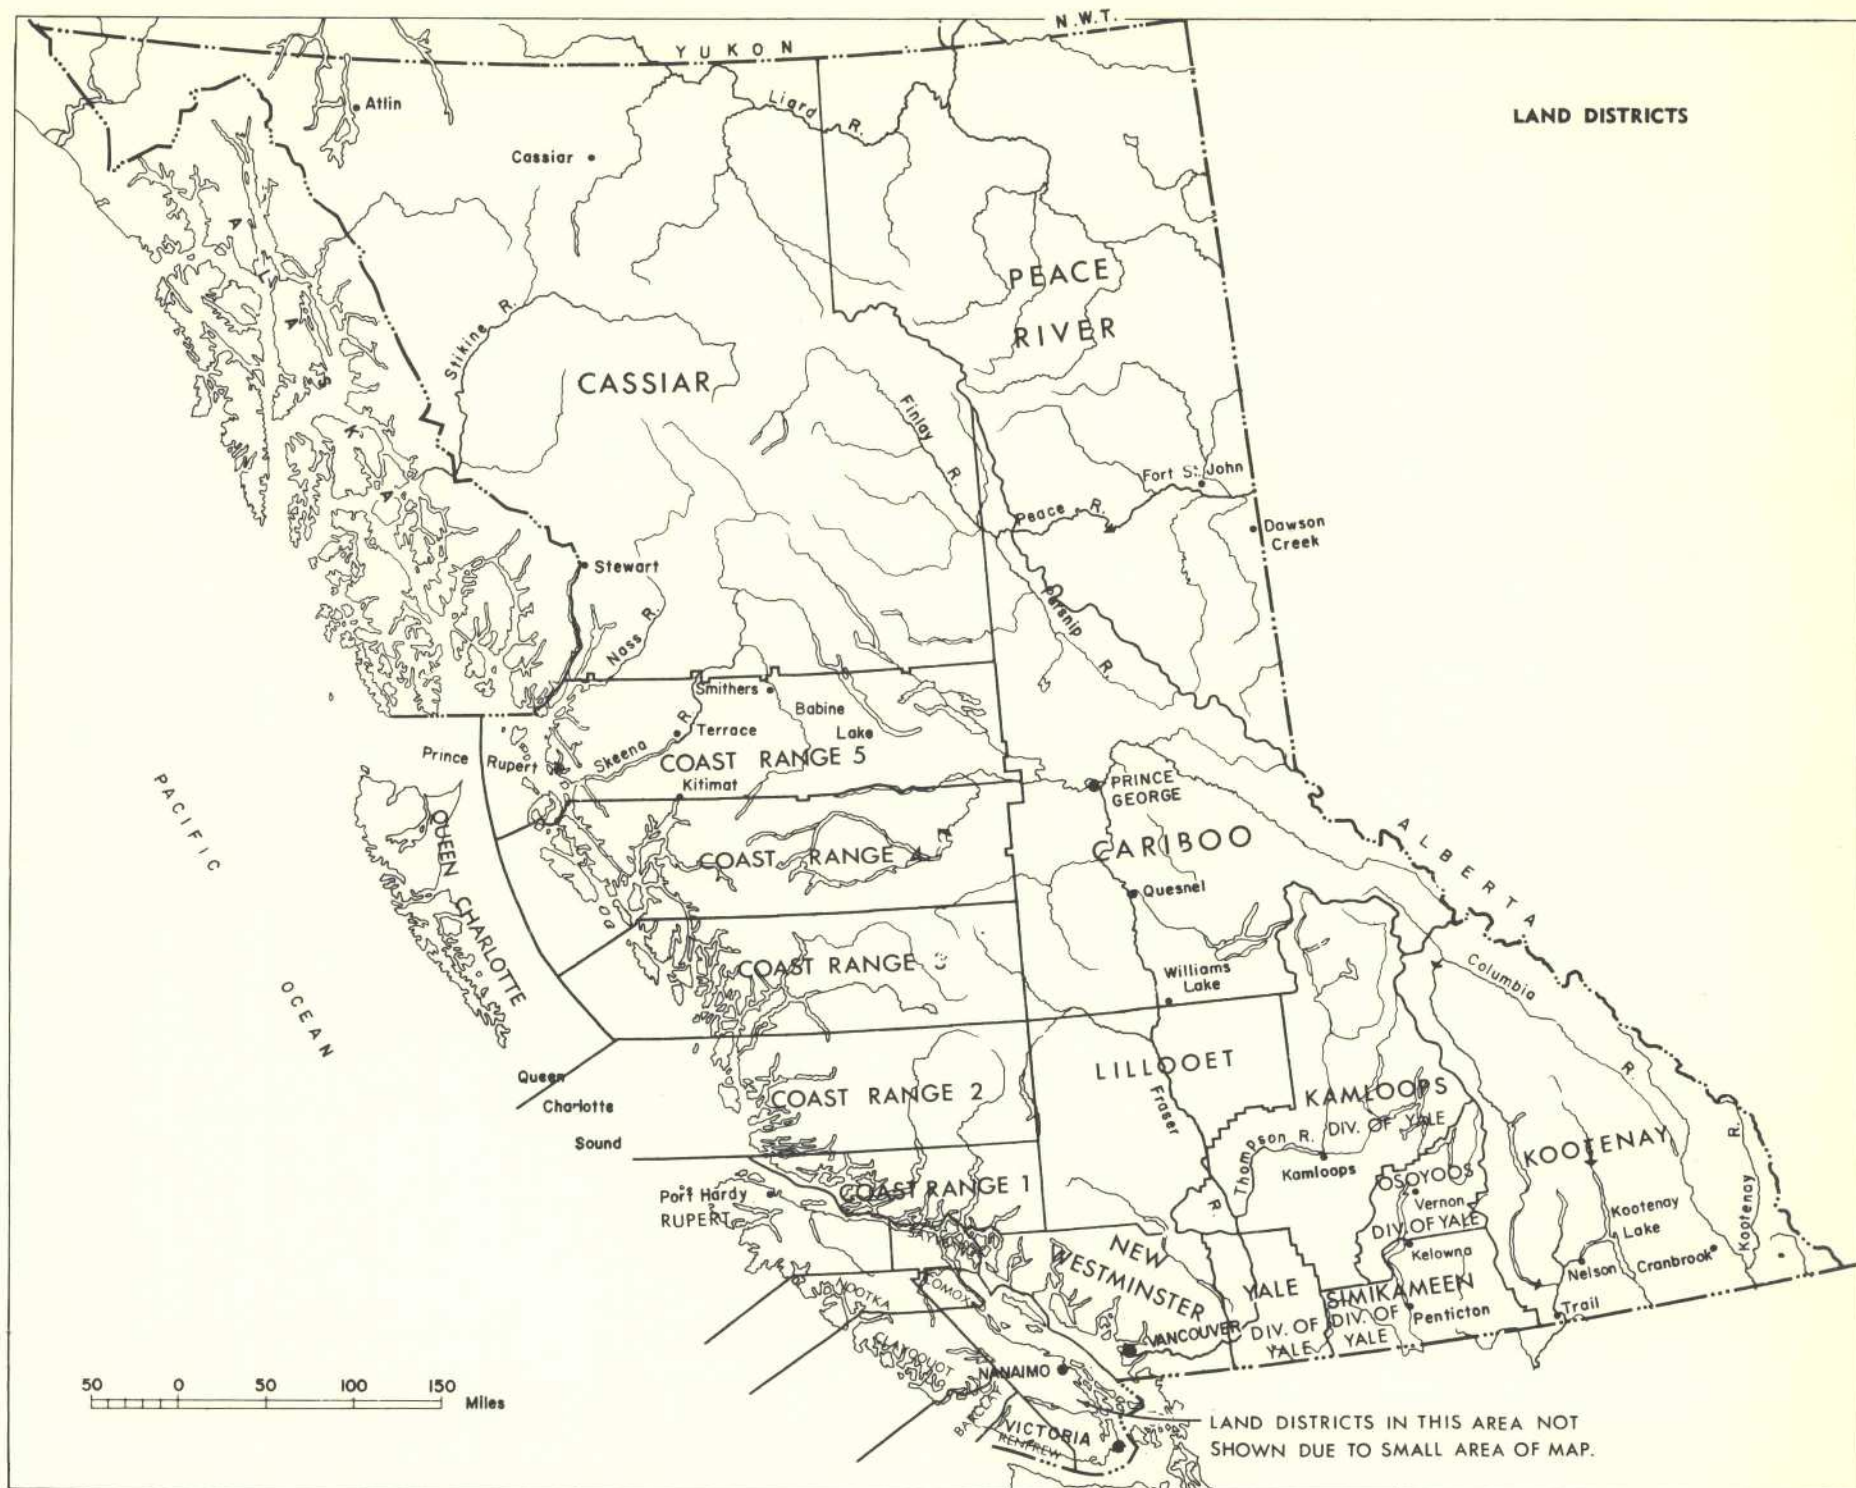 N.W.T.
YUKON
LAND DISTRICTS
Atlin
Liard R.
Cassiar
ALASKA
PEACE
RIVER
Stikine R.
CASSIAR
Finlay R.
Fort St. John
Peace R.
Dawson
Creek
Stewart
Nass R.
Parsnip R.
Smithers
Babine
Lake
Terrace
Skeena R.
Prince Rupert
COAST RANGE 5
Kitimat
PRINCE
GEORGE
PACIFIC
OCEAN
QUEEN CHARLOTTE
COAST RANGE 4
CARIBOO
ALBERTA
Quesnel
COAST RANGE 3
Williams
Lake
Columbia R.
Queen
Charlotte
Sound
COAST RANGE 2
LILLOOET
Fraser R.
KAMLOOPS
DIV. OF YALE
Thompson R.
Kamloops
KOOTENAY
COAST RANGE 1
OSOYOOS
Vernon
DIV. OF YALE
Port Hardy
RUPERT
Kootenay
Lake
Kootenay R.
Kelowna
NEW
WESTMINSTER
Nelson
Cranbrook
YALE
DIV. OF
YALE
SIMIKAMEEN
DIV. OF
YALE
Penticton
Trail
NOOTKA
COMOX
VANCOUVER
CLAYOQUOT
NANAIMO
BARCLAY
VICTORIA
RENFREW
50 0 50 100 150
Miles
LAND DISTRICTS IN THIS AREA NOT
SHOWN DUE TO SMALL AREA OF MAP.